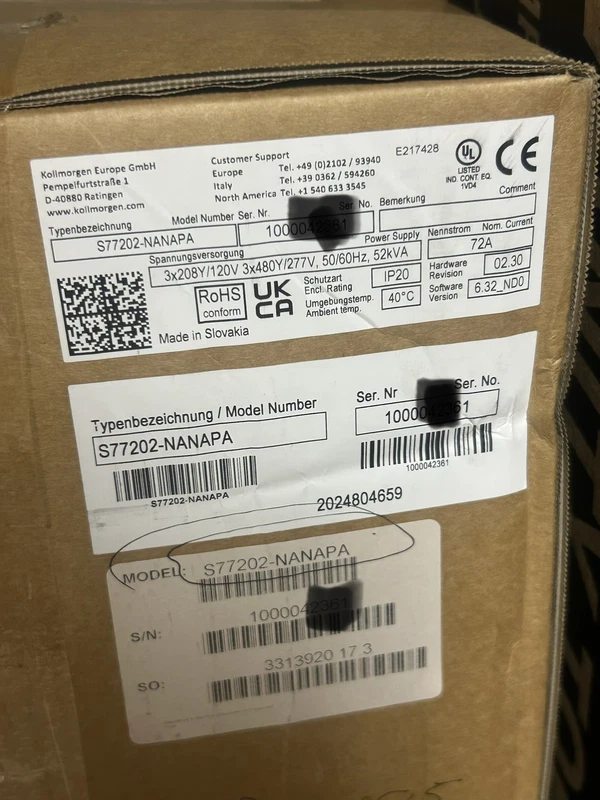 Kollmorgen Europe GmbH
Pempelfurtstraße 1
D-40880 Ratingen
www.kollmorgen.com
Customer Support
Europe Tel. +49 (0)2102 / 93940
Italy Tel. +39 0362 / 594260
North America Tel. +1 540 633 3545
E217428
UL
LISTED
IND. CONT. EQ.
1VD4
CE
Typenbezeichnung Model Number
S77202-NANAPA
Ser. Nr. Ser. No.
Bemerkung Comment
Spannungsversorgung Power Supply
3x208Y/120V 3x480Y/277V, 50/60Hz, 52kVA
Nennstrom Nom. Current
72A
RoHS
conform
UK
CA
Schutzart
Encl. Rating
IP20
Umgebungstemp.
Ambient temp.
40°C
Hardware
Revision
02.30
Software
Version
6.32_ND0
Made in Slovakia
Typenbezeichnung / Model Number
S77202-NANAPA
S77202-NANAPA
Ser. Nr Ser. No.
1000042361
2024804659
MODEL: S77202-NANAPA
S/N:
SO: 3313920 17 3